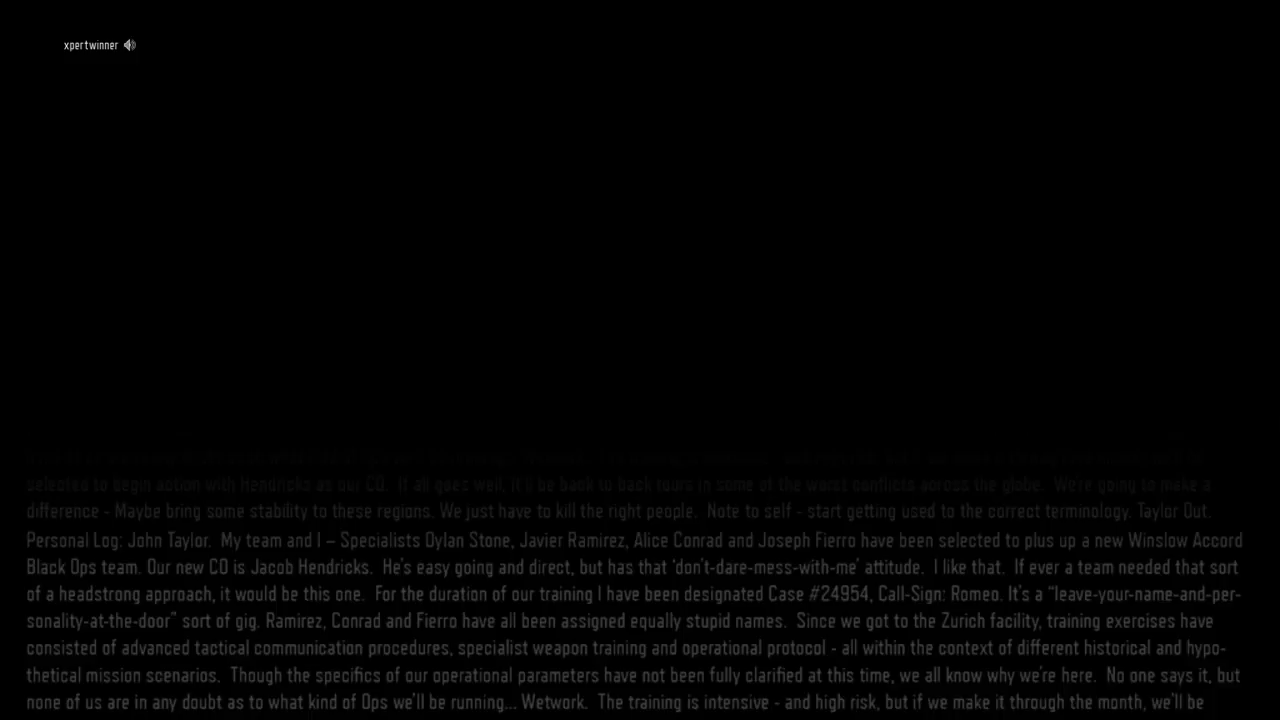 xpertwinner
selected to begin action with Hendricks as our CO. If all goes well, it'll be back to back tours in some of the worst conflicts across the globe. We're going to make a
difference - Maybe bring some stability to these regions. We just have to kill the right people. Note to self - start getting used to the correct terminology. Taylor Out.
Personal Log: John Taylor. My team and I – Specialists Dylan Stone, Javier Ramirez, Alice Conrad and Joseph Fierro have been selected to plus up a new Winslow Accord
Black Ops team. Our new CO is Jacob Hendricks. He's easy going and direct, but has that 'don't-dare-mess-with-me' attitude. I like that. If ever a team needed that sort
of a headstrong approach, it would be this one. For the duration of our training I have been designated Case #24954, Call-Sign: Romeo. It's a "leave-your-name-and-per-
sonality-at-the-door" sort of gig. Ramirez, Conrad and Fierro have all been assigned equally stupid names. Since we got to the Zurich facility, training exercises have
consisted of advanced tactical communication procedures, specialist weapon training and operational protocol - all within the context of different historical and hypo-
thetical mission scenarios. Though the specifics of our operational parameters have not been fully clarified at this time, we all know why we're here. No one says it, but
none of us are in any doubt as to what kind of Ops we'll be running... Wetwork. The training is intensive - and high risk, but if we make it through the month, we'll be